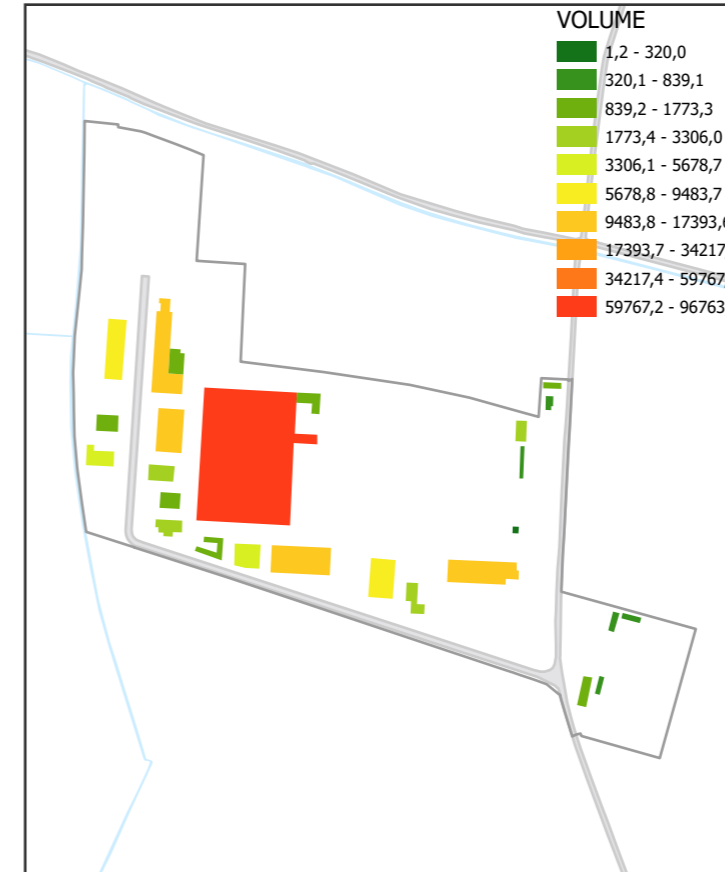 VOLUME
1,2 - 320,0
320,1 - 839,1
839,2 - 1773,3
1773,4 - 3306,0
3306,1 - 5678,7
5678,8 - 9483,7
9483,8 - 17393,6
17393,7 - 34217
34217,4 - 59767
59767,2 - 96763